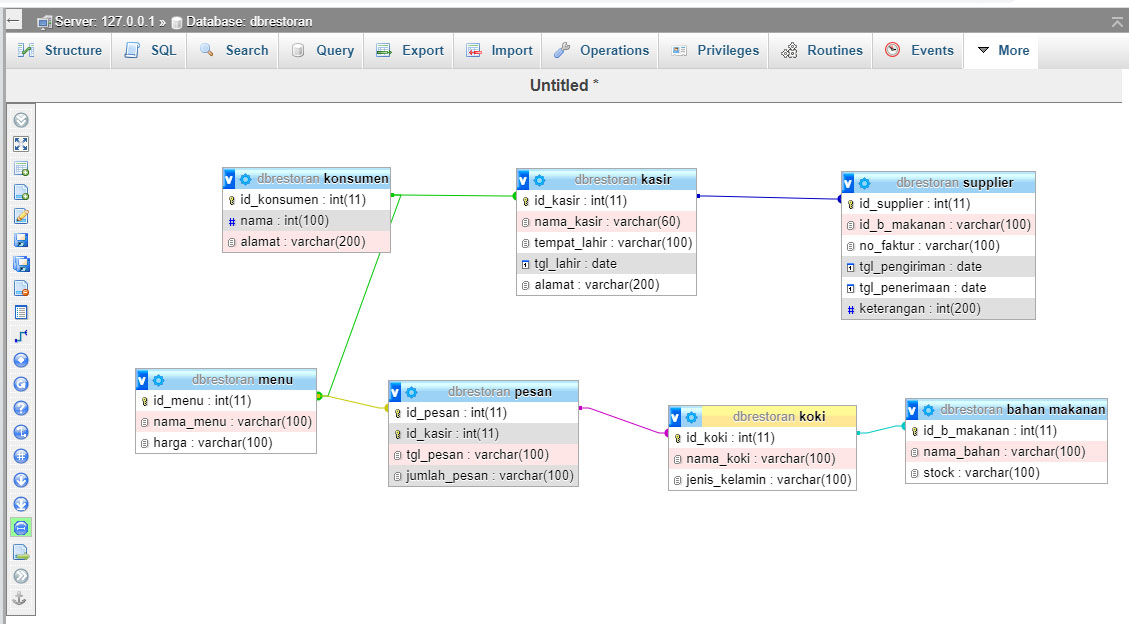 Server: 127.0.0.1 » Database: dbrestoran
Structure SQL Search Query Export Import Operations Privileges Routines Events More
Untitled *
dbrestoran konsumen
id_konsumen : int(11)
nama : int(100)
alamat : varchar(200)
dbrestoran kasir
id_kasir : int(11)
nama_kasir : varchar(60)
tempat_lahir : varchar(100)
tgl_lahir : date
alamat : varchar(200)
dbrestoran supplier
id_supplier : int(11)
id_b_makanan : varchar(100)
no_faktur : varchar(100)
tgl_pengiriman : date
tgl_penerimaan : date
keterangan : int(200)
dbrestoran menu
id_menu : int(11)
nama_menu : varchar(100)
harga : varchar(100)
dbrestoran pesan
id_pesan : int(11)
id_kasir : int(11)
tgl_pesan : varchar(100)
jumlah_pesan : varchar(100)
dbrestoran koki
id_koki : int(11)
nama_koki : varchar(100)
jenis_kelamin : varchar(100)
dbrestoran bahan makanan
id_b_makanan : int(11)
nama_bahan : varchar(100)
stock : varchar(100)